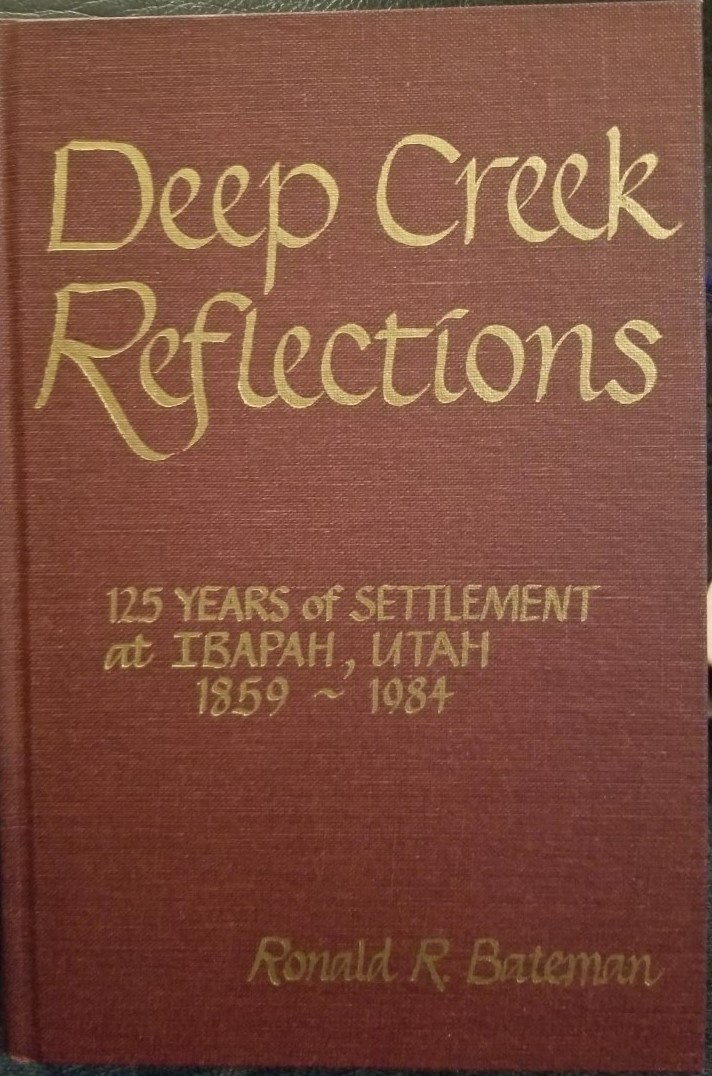 Deep Creek
Reflections
125 YEARS of SETTLEMENT
at IBAPAH, UTAH
1859 ~ 1984
Ronald R. Bateman